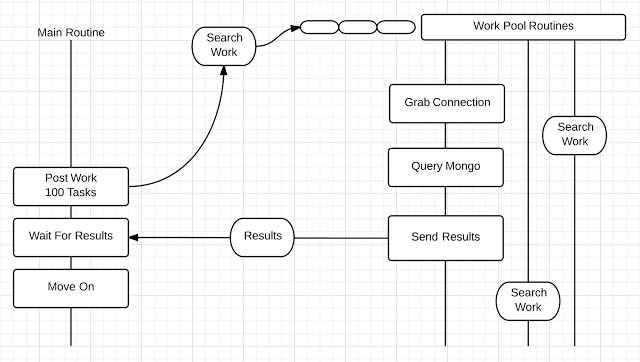 Main Routine
Search
Work
Work Pool Routines
Grab Connection
Search
Work
Query Mongo
Post Work
100 Tasks
Wait For Results
Results
Send Results
Move On
Search
Work